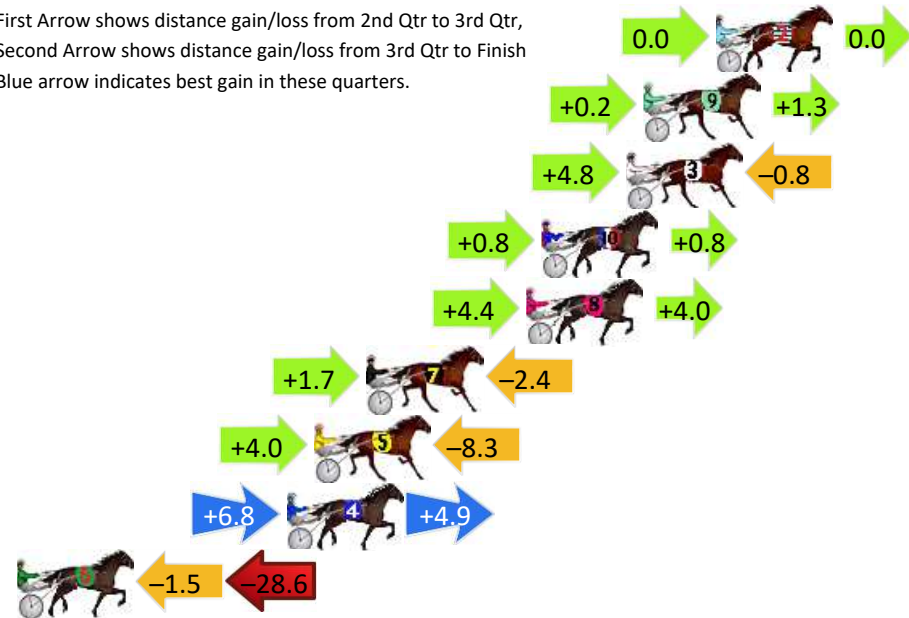 First Arrow shows distance gain/loss from 2nd Qtr to 3rd Qtr,
Second Arrow shows distance gain/loss from 3rd Qtr to Finish
Blue arrow indicates best gain in these quarters.
0.0 0.0
+0.2 9 +1.3
+4.8 3 –0.8
+0.8 10 +0.8
+4.4 8 +4.0
+1.7 7 –2.4
+4.0 5 –8.3
+6.8 4 +4.9
–1.5 –28.6